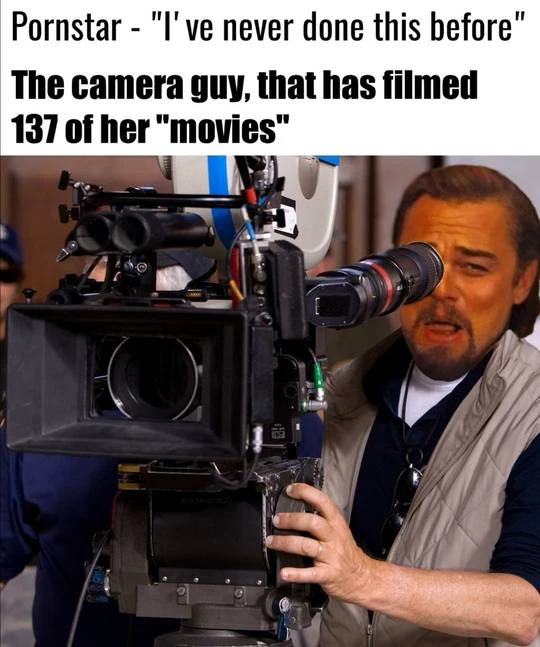 Pornstar - "I've never done this before"
The camera guy, that has filmed
137 of her "movies"